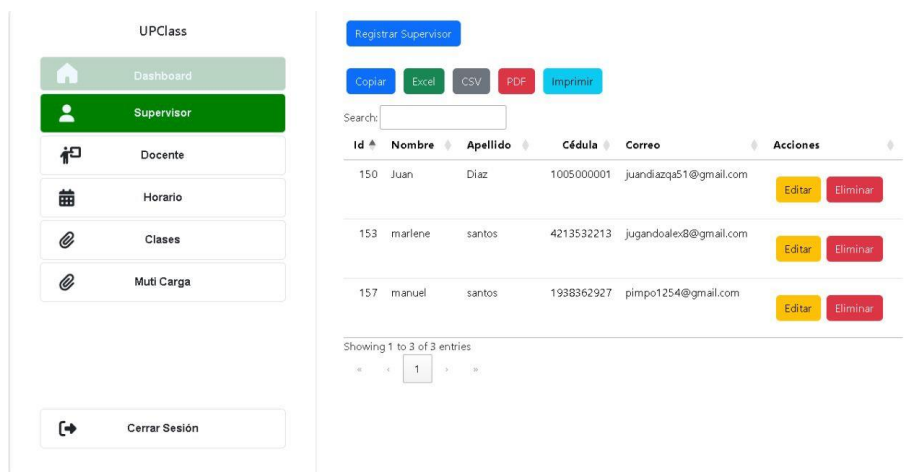 UPClass
Dashboard
Supervisor
Docente
Horario
Clases
Muti Carga
Cerrar Sesión
Registrar Supervisor
Copiar Excel CSV PDF Imprimir
Search:
Id Nombre Apellido Cédula Correo Acciones
150 Juan Diaz 1005000001 juandiazqa51@gmail.com Editar Eliminar
153 marlene santos 4213532213 jugandoalex8@gmail.com Editar Eliminar
157 manuel santos 1938362927 pimpo1254@gmail.com Editar Eliminar
Showing 1 to 3 of 3 entries
« ‹ 1 › »